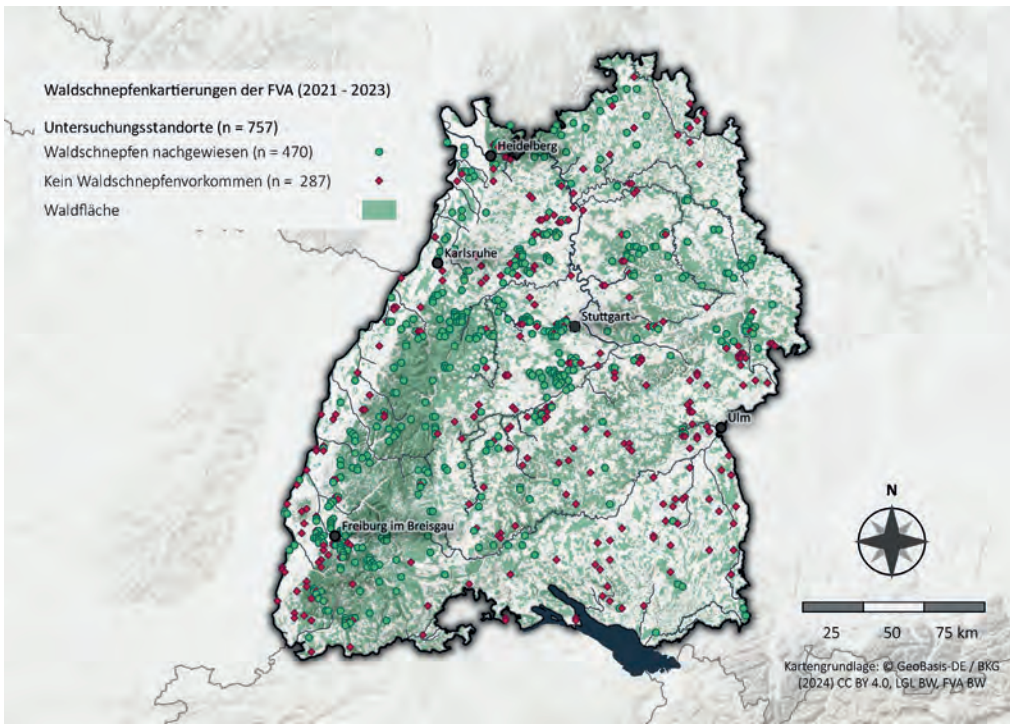 Waldschnepfenkartierungen der FVA (2021 - 2023)
Untersuchungsstandorte (n = 757)
Waldschnepfen nachgewiesen (n = 470)
Kein Waldschnepfenvorkommen (n = 287)
Waldfläche
Heidelberg
Karlsruhe
Stuttgart
Ulm
Freiburg im Breisgau
N
25 50 75 km
Kartengrundlage: © GeoBasis-DE / BKG
(2024) CC BY 4.0, LGL BW, FVA BW